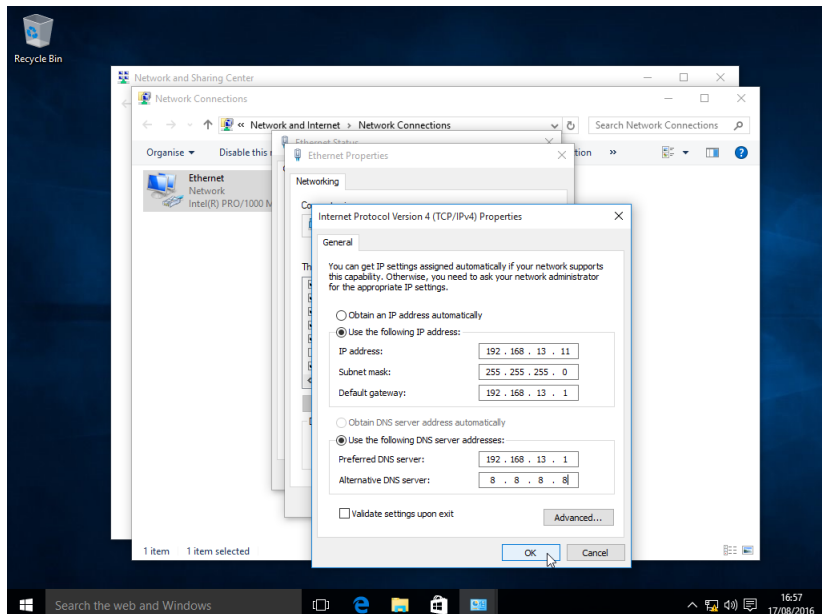 Recycle Bin
Network and Sharing Center
Network Connections
« Network and Internet > Network Connections
Search Network Connections
Organise
Disable this
tion
»
Ethernet
Network
Intel(R) PRO/1000 M
Ethernet Status
Ethernet Properties
Networking
Internet Protocol Version 4 (TCP/IPv4) Properties
General
You can get IP settings assigned automatically if your network supports
this capability. Otherwise, you need to ask your network administrator
for the appropriate IP settings.
Obtain an IP address automatically
Use the following IP address:
IP address:
192 . 168 . 13 . 11
Subnet mask:
255 . 255 . 255 . 0
Default gateway:
192 . 168 . 13 . 1
Obtain DNS server address automatically
Use the following DNS server addresses:
Preferred DNS server:
192 . 168 . 13 . 1
Alternative DNS server:
8 . 8 . 8 . 8
Validate settings upon exit
Advanced...
OK
Cancel
1 item
1 item selected
Search the web and Windows
16:57
17/08/2016